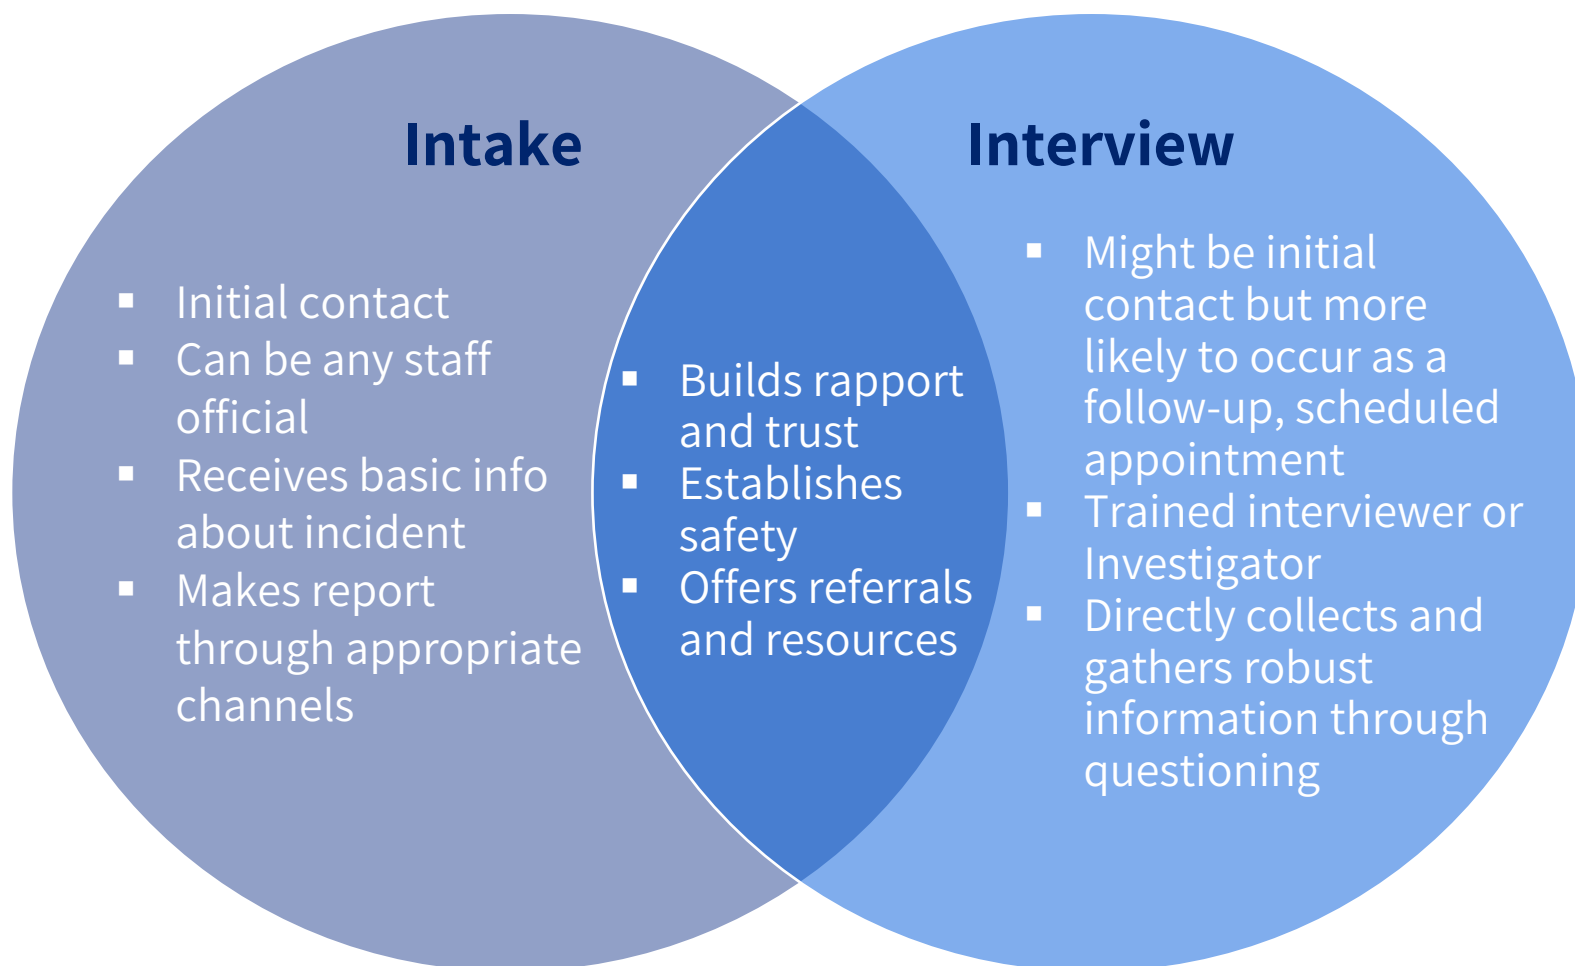 Intake
▪ Initial contact
▪ Can be any staff
official
▪ Receives basic info
about incident
▪ Makes report
through appropriate
channels
▪ Builds rapport
and trust
▪ Establishes
safety
▪ Offers referrals
and resources
Interview
▪ Might be initial
contact but more
likely to occur as a
follow-up, scheduled
appointment
▪ Trained interviewer or
Investigator
▪ Directly collects and
gathers robust
information through
questioning